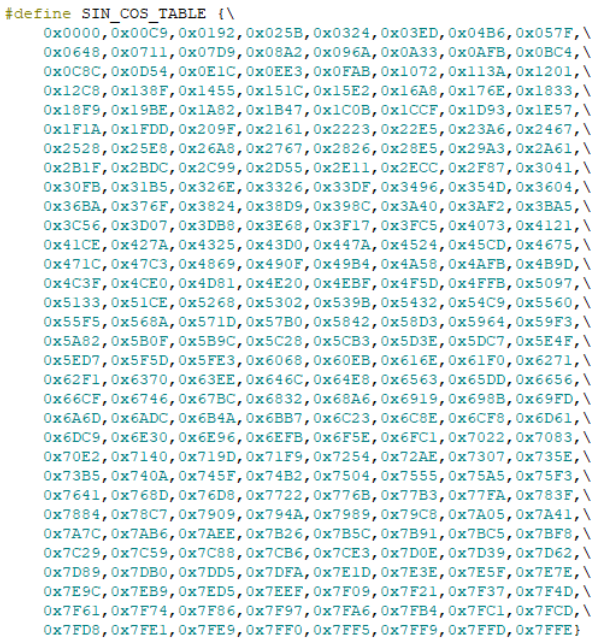 #define SIN_COS_TABLE {\
0x0000,0x00C9,0x0192,0x025B,0x0324,0x03ED,0x04B6,0x057F,\
0x0648,0x0711,0x07D9,0x08A2,0x096A,0x0A33,0x0AFB,0x0BC4,\
0x0C8C,0x0D54,0x0E1C,0x0EE3,0x0FAB,0x1072,0x113A,0x1201,\
0x12C8,0x138F,0x1455,0x151C,0x15E2,0x16A8,0x176E,0x1833,\
0x18F9,0x19BE,0x1A82,0x1B47,0x1C0B,0x1CCF,0x1D93,0x1E57,\
0x1F1A,0x1FDD,0x209F,0x2161,0x2223,0x22E5,0x23A6,0x2467,\
0x2528,0x25E8,0x26A8,0x2767,0x2826,0x28E5,0x29A3,0x2A61,\
0x2B1F,0x2BDC,0x2C99,0x2D55,0x2E11,0x2ECC,0x2F87,0x3041,\
0x30FB,0x31B5,0x326E,0x3326,0x33DF,0x3496,0x354D,0x3604,\
0x36BA,0x376F,0x3824,0x38D9,0x398C,0x3A40,0x3AF2,0x3BA5,\
0x3C56,0x3D07,0x3DB8,0x3E68,0x3F17,0x3FC5,0x4073,0x4121,\
0x41CE,0x427A,0x4325,0x43D0,0x447A,0x4524,0x45CD,0x4675,\
0x471C,0x47C3,0x4869,0x490F,0x49B4,0x4A58,0x4AFB,0x4B9D,\
0x4C3F,0x4CE0,0x4D81,0x4E20,0x4EBF,0x4F5D,0x4FFB,0x5097,\
0x5133,0x51CE,0x5268,0x5302,0x539B,0x5432,0x54C9,0x5560,\
0x55F5,0x568A,0x571D,0x57B0,0x5842,0x58D3,0x5964,0x59F3,\
0x5A82,0x5B0F,0x5B9C,0x5C28,0x5CB3,0x5D3E,0x5DC7,0x5E4F,\
0x5ED7,0x5F5D,0x5FE3,0x6068,0x60EB,0x616E,0x61F0,0x6271,\
0x62F1,0x6370,0x63EE,0x646C,0x64E8,0x6563,0x65DD,0x6656,\
0x66CF,0x6746,0x67BC,0x6832,0x68A6,0x6919,0x698B,0x69FD,\
0x6A6D,0x6ADC,0x6B4A,0x6BB7,0x6C23,0x6C8E,0x6CF8,0x6D61,\
0x6DC9,0x6E30,0x6E96,0x6EFB,0x6F5E,0x6FC1,0x7022,0x7083,\
0x70E2,0x7140,0x719D,0x71F9,0x7254,0x72AE,0x7307,0x735E,\
0x73B5,0x740A,0x745F,0x74B2,0x7504,0x7555,0x75A5,0x75F3,\
0x7641,0x768D,0x76D8,0x7722,0x776B,0x77B3,0x77FA,0x783F,\
0x7884,0x78C7,0x7909,0x794A,0x7989,0x79C8,0x7A05,0x7A41,\
0x7A7C,0x7AB6,0x7AEE,0x7B26,0x7B5C,0x7B91,0x7BC5,0x7BF8,\
0x7C29,0x7C59,0x7C88,0x7CB6,0x7CE3,0x7D0E,0x7D39,0x7D62,\
0x7D89,0x7DB0,0x7DD5,0x7DFA,0x7E1D,0x7E3E,0x7E5F,0x7E7E,\
0x7E9C,0x7EB9,0x7ED5,0x7EEF,0x7F09,0x7F21,0x7F37,0x7F4D,\
0x7F61,0x7F74,0x7F86,0x7F97,0x7FA6,0x7FB4,0x7FC1,0x7FCD,\
0x7FD8,0x7FE1,0x7FE9,0x7FF0,0x7FF5,0x7FF9,0x7FFD,0x7FFE}